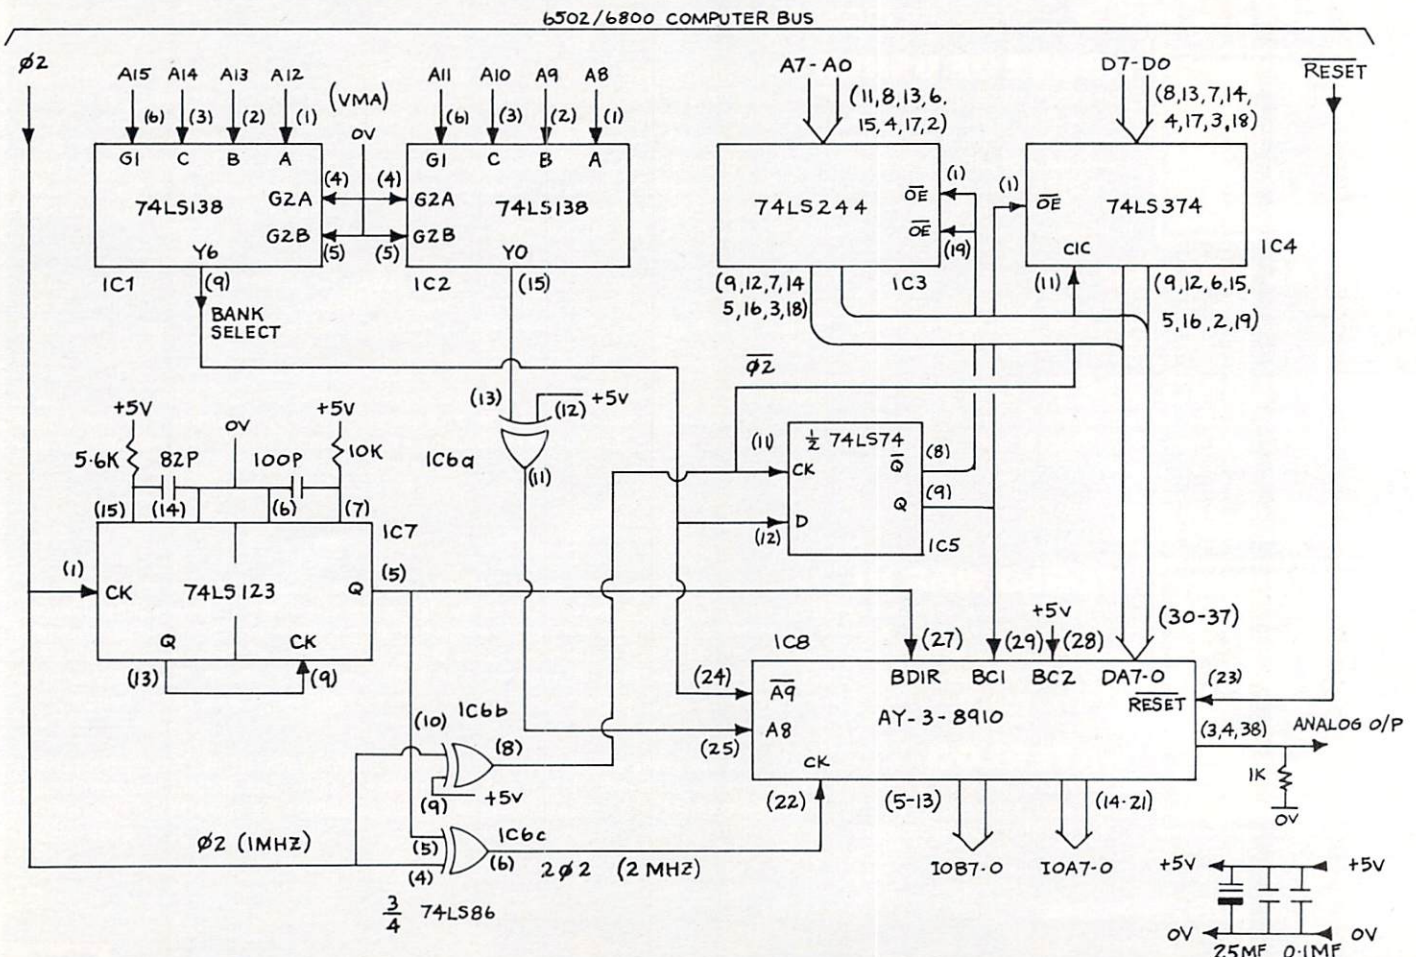 6502/6800 COMPUTER BUS
ø2
A15 A14 A13 A12
(VMA)
A11 A10 A9 A8
A7-A0
D7-D0
RESET
(6) (3) (2) (1)
0V
(6) (3) (2) (1)
(11,8,13,6,
15,4,17,2)
(8,13,7,14,
4,17,3,18)
G1 C B A
G2A
G2B
74LS138
Y6
(4) (4)
(5) (5)
G1 C B A
G2A
G2B
74LS138
Y0
74LS244
OE
OE
(1)
(19)
(1)
OE
74LS374
CIC
IC1
(9)
IC2
(15)
(9,12,7,14
5,16,3,18)
IC3
(11)
(9,12,6,15,
5,16,2,19)
IC4
BANK
SELECT
ø2
(13)
(12)
+5V
IC6a
(11)
+5V
0V
+5V
5.6K
82P
100P
10K
(15) (14) (6) (7)
IC7
(1)
CK
74LS123
Q
(5)
Q
CK
(13)
(9)
(11)
½ 74LS74
CK
Q
(8)
Q
(9)
D
(12)
IC5
+5V
IC8
(27)
(29)
(28)
(30-37)
(24)
A9
BDIR
BC1
BC2
DA7-0
RESET
(23)
AY-3-8910
A8
(25)
CK
(22)
(3,4,38)
ANALOG O/P
1K
0V
(10)
IC6b
(8)
(9)
+5V
(5-13)
(14-21)
IOB7-0
IOA7-0
ø2 (1MHZ)
(5)
IC6c
(4)
(6)
2ø2 (2MHZ)
3/4 74LS86
+5V
+5V
0V
0V
25MF 0.1MF